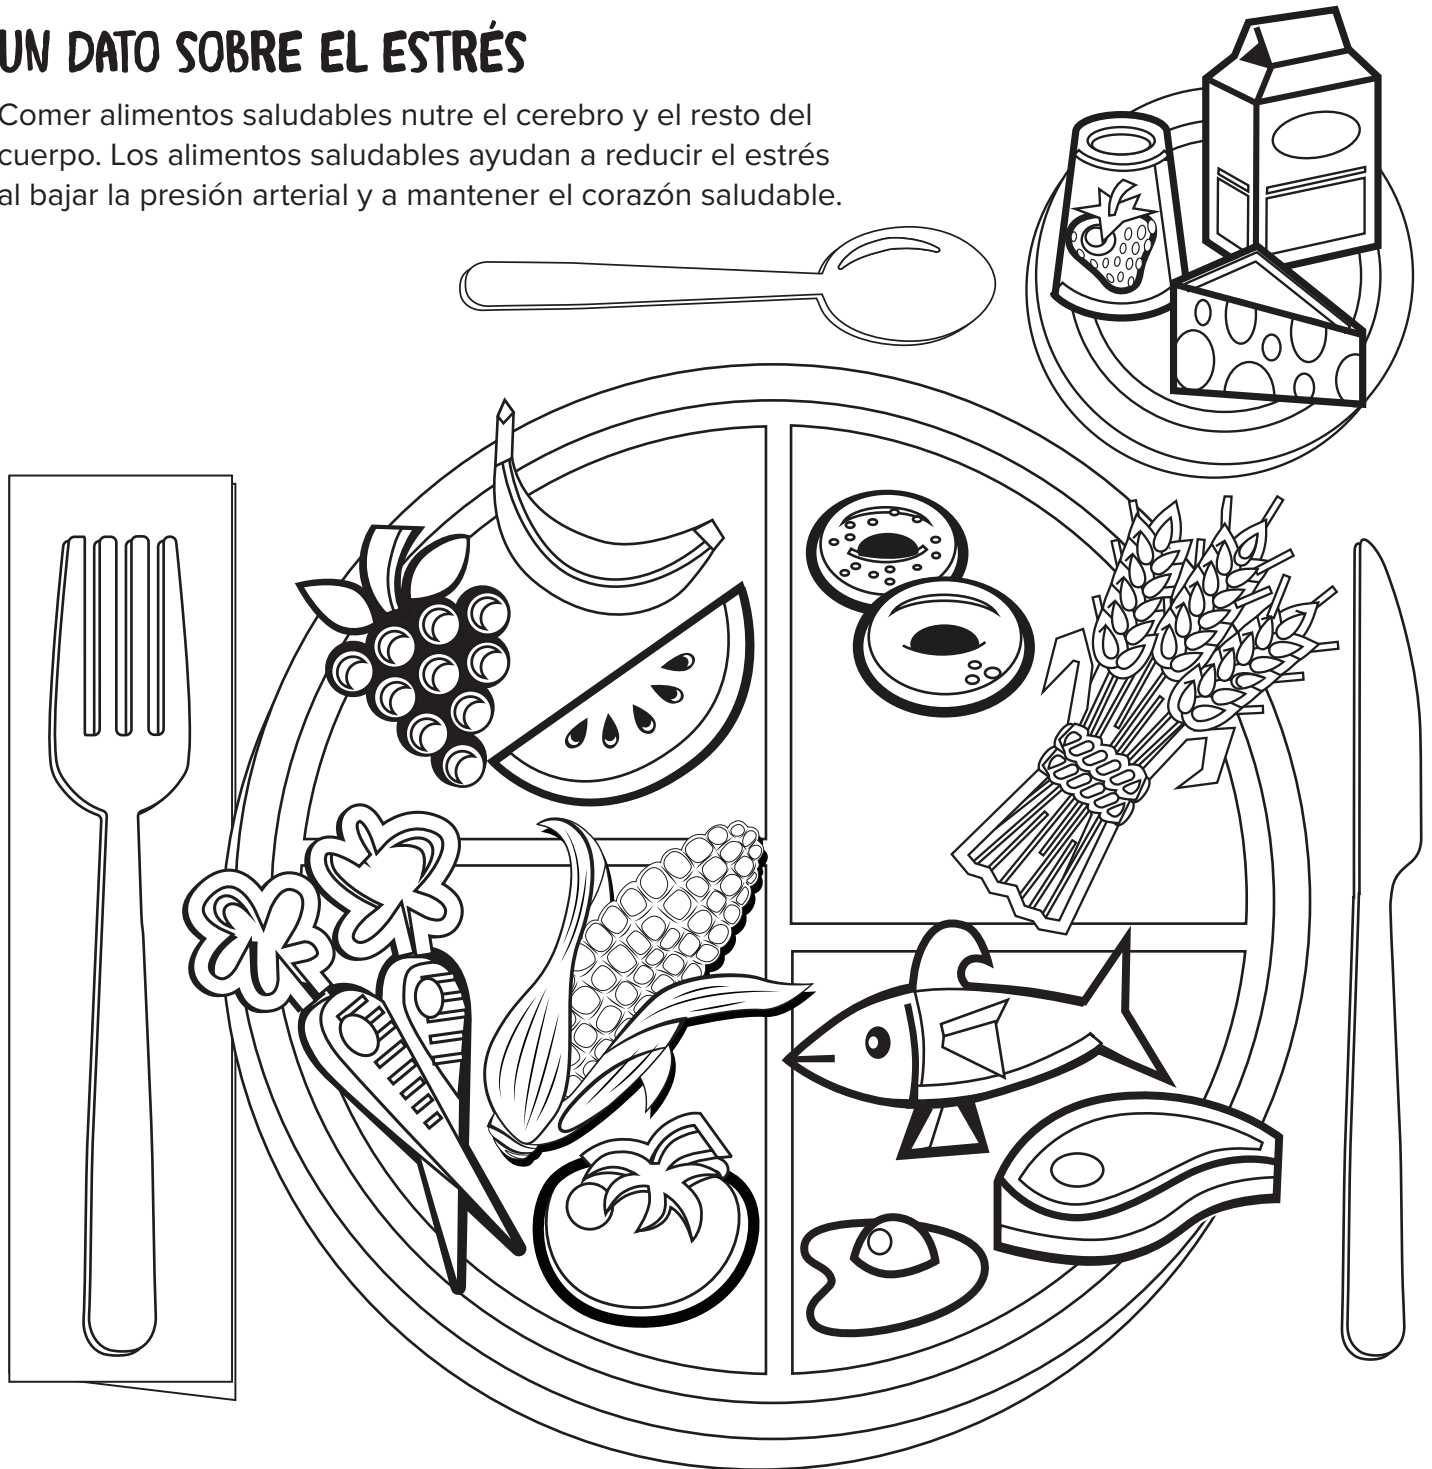 UN DATO SOBRE EL ESTRÉS
Comer alimentos saludables nutre el cerebro y el resto del
cuerpo. Los alimentos saludables ayudan a reducir el estrés
al bajar la presión arterial y a mantener el corazón saludable.